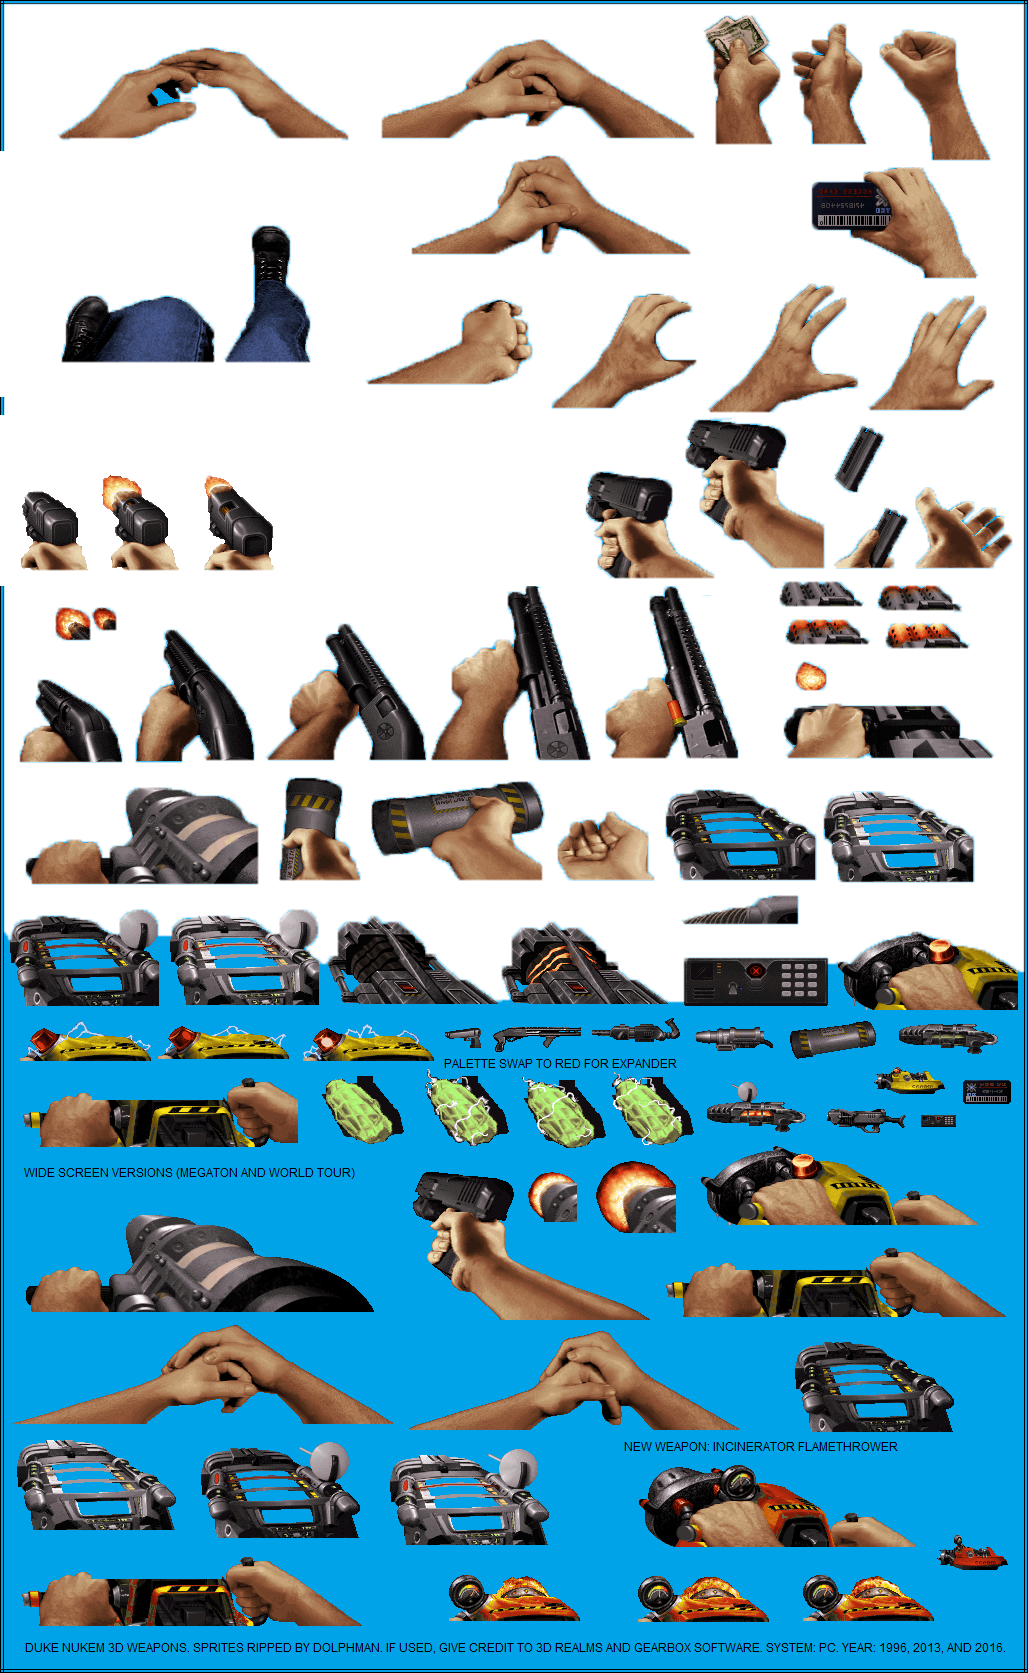 PALETTE SWAP TO RED FOR EXPANDER
WIDE SCREEN VERSIONS (MEGATON AND WORLD TOUR)
NEW WEAPON: INCINERATOR FLAMETHROWER
DUKE NUKEM 3D WEAPONS. SPRITES RIPPED BY DOLPHMAN. IF USED, GIVE CREDIT TO 3D REALMS AND GEARBOX SOFTWARE. SYSTEM: PC. YEAR: 1996, 2013, AND 2016.